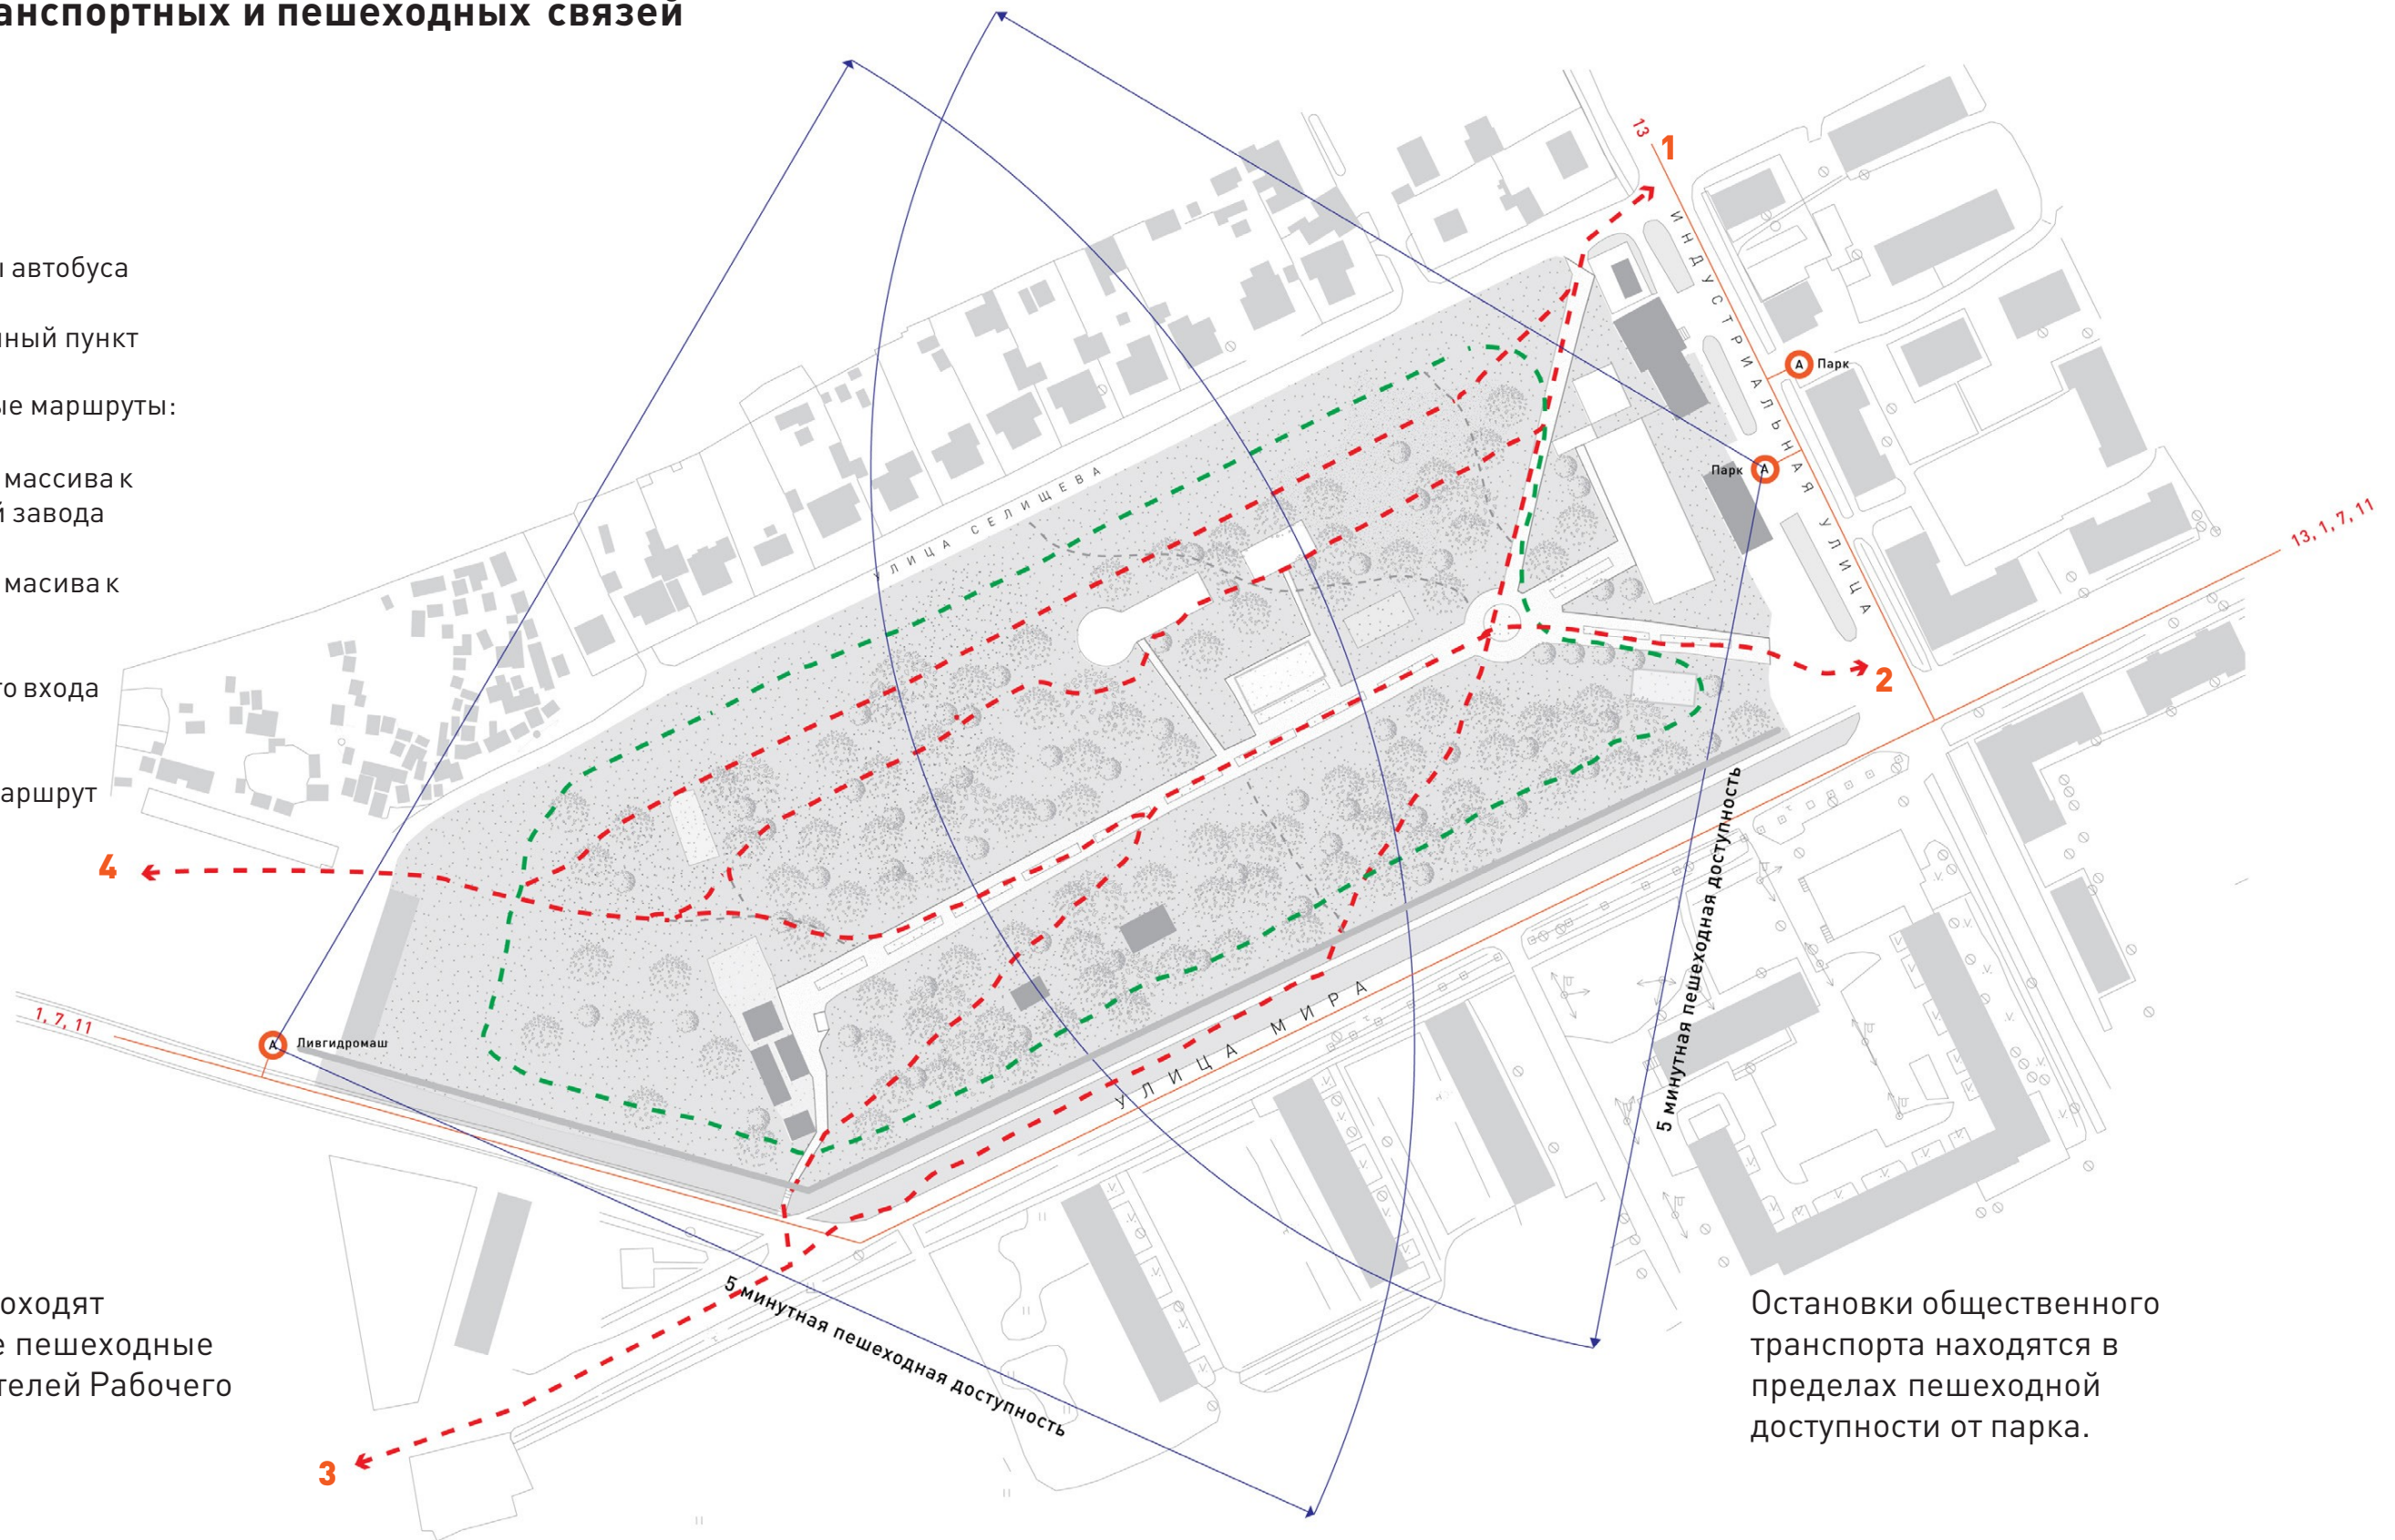 анспортных и пешеходных связей
ы автобуса
ный пункт
ые маршруты:
массива к
й завода
масива к
го входа
аршрут
13
1
ИНДУСТРИАЛЬНАЯ УЛИЦА
А Парк
Парк А
13, 1, 7, 11
УЛИЦА СЕЛИЩЕВА
2
4
5 минутная пешеходная доступность
1, 7, 11
А Ливгидромаш
УЛИЦА МИРА
5 минутная пешеходная доступность
3
оходят
е пешеходные
телей Рабочего
Остановки общественного
транспорта находятся в
пределах пешеходной
доступности от парка.